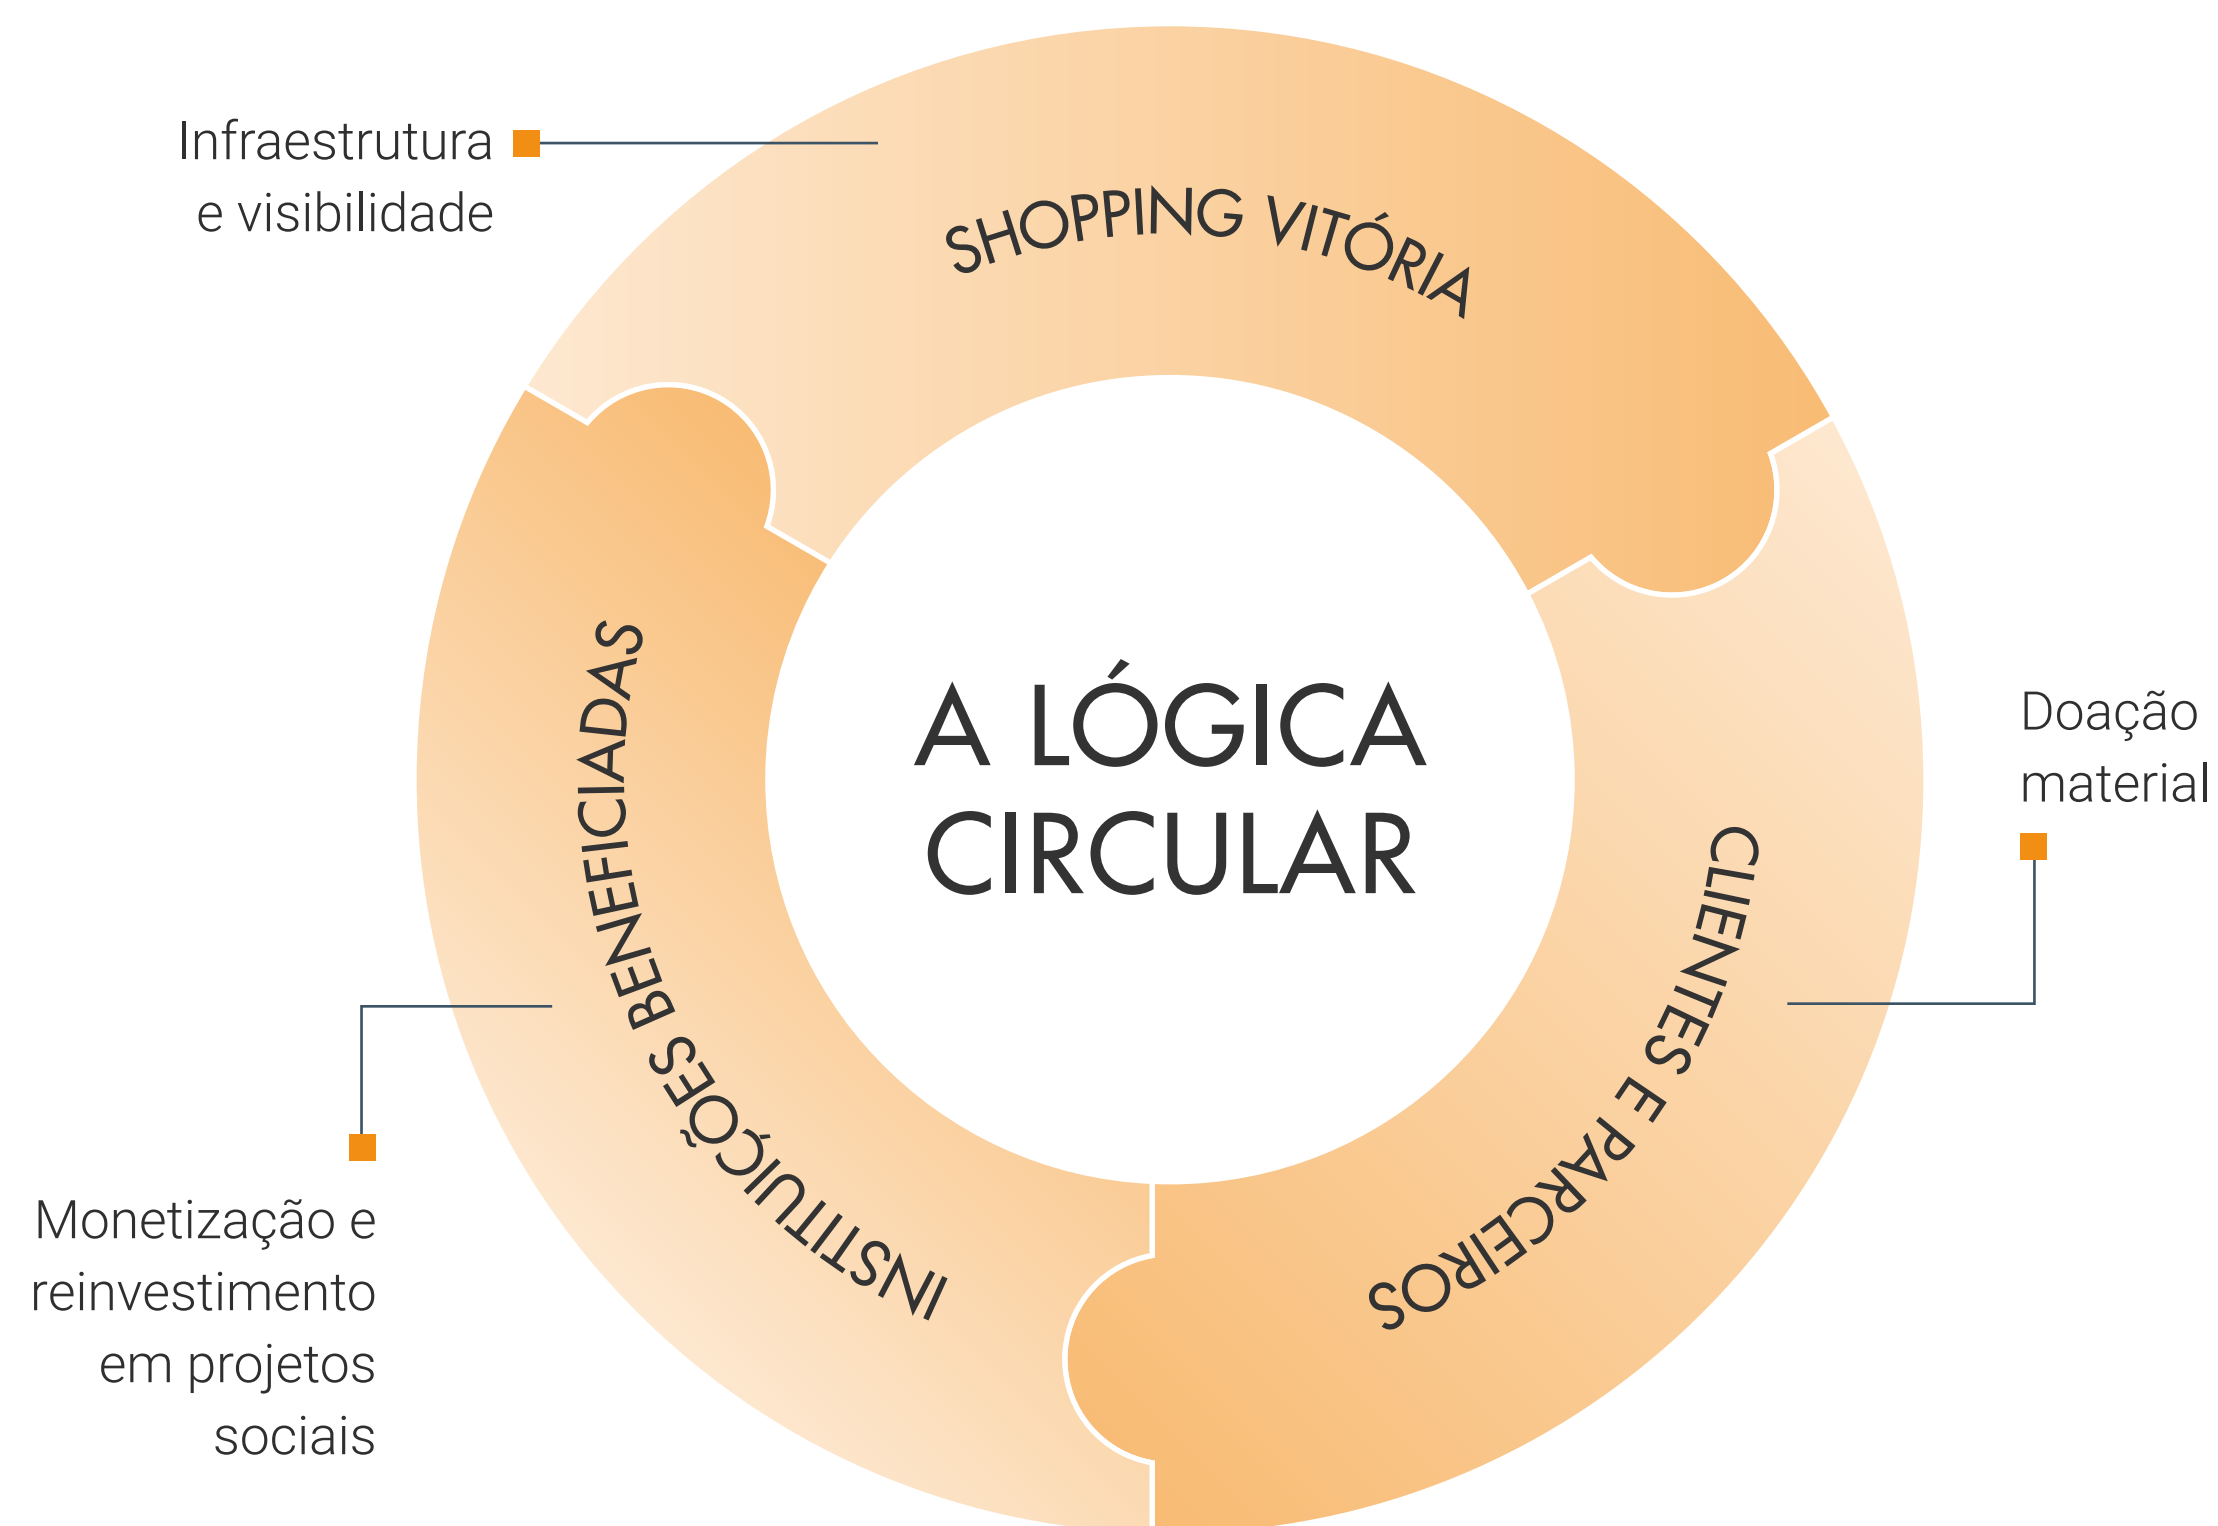 Infraestrutura
e visibilidade
SHOPPING VITÓRIA
A LÓGICA
CIRCULAR
Doação
material
CLIENTES E PARCEIROS
INSTITUIÇÕES BENEFICIADAS
Monetização e
reinvestimento
em projetos
sociais